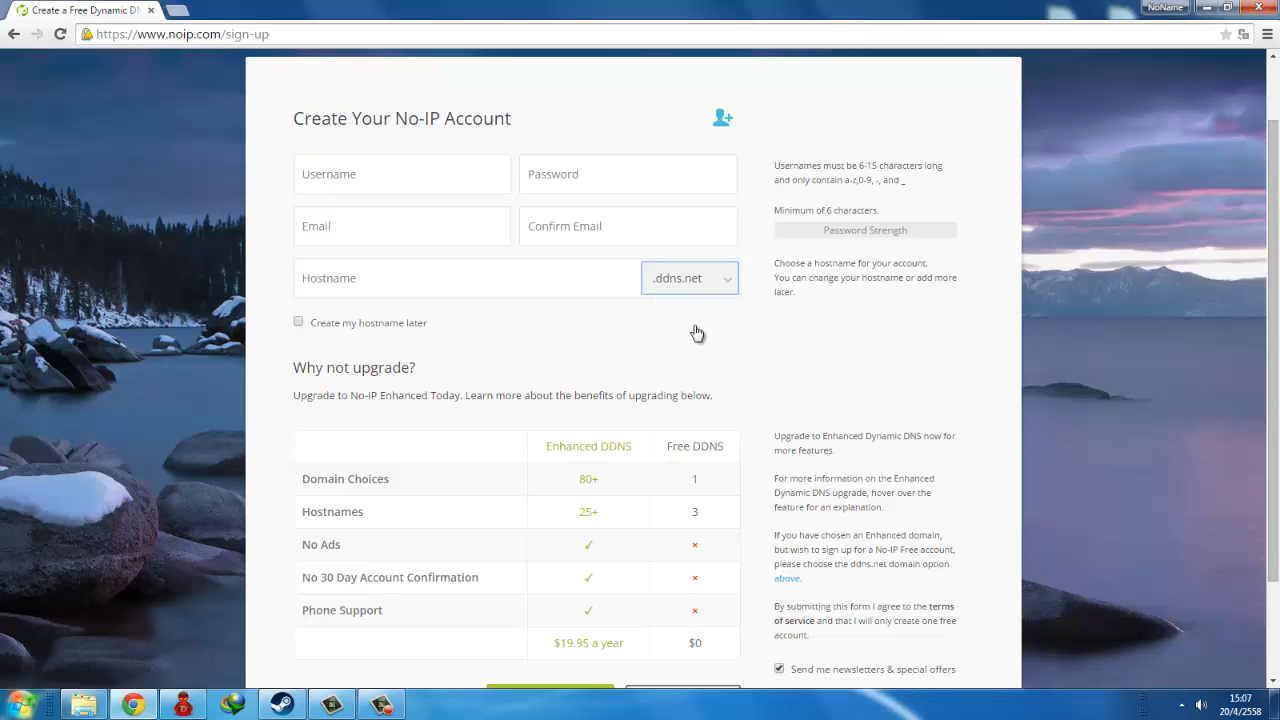 Create a Free Dynamic D
NoName
https://www.noip.com/sign-up
Create Your No-IP Account
Username
Password
Usernames must be 6-15 characters long
and only contain a-z,0-9, -, and _
Minimum of 6 characters.
Password Strength
Email
Confirm Email
Choose a hostname for your account.
You can change your hostname or add more
later.
Hostname
.ddns.net
Create my hostname later
Why not upgrade?
Upgrade to No-IP Enhanced Today. Learn more about the benefits of upgrading below.
Enhanced DDNS
Free DDNS
Domain Choices
80+
1
Hostnames
25+
3
No Ads
✓
×
No 30 Day Account Confirmation
✓
×
Phone Support
✓
×
$19.95 a year
$0
Upgrade to Enhanced Dynamic DNS now for
more features.
For more information on the Enhanced
Dynamic DNS upgrade, hover over the
feature for an explanation.
If you have chosen an Enhanced domain,
but wish to sign up for a No-IP Free account,
please choose the ddns.net domain option
above.
By submitting this form I agree to the terms
of service and that I will only create one free
account.
Send me newsletters & special offers
15:07
20/4/2558